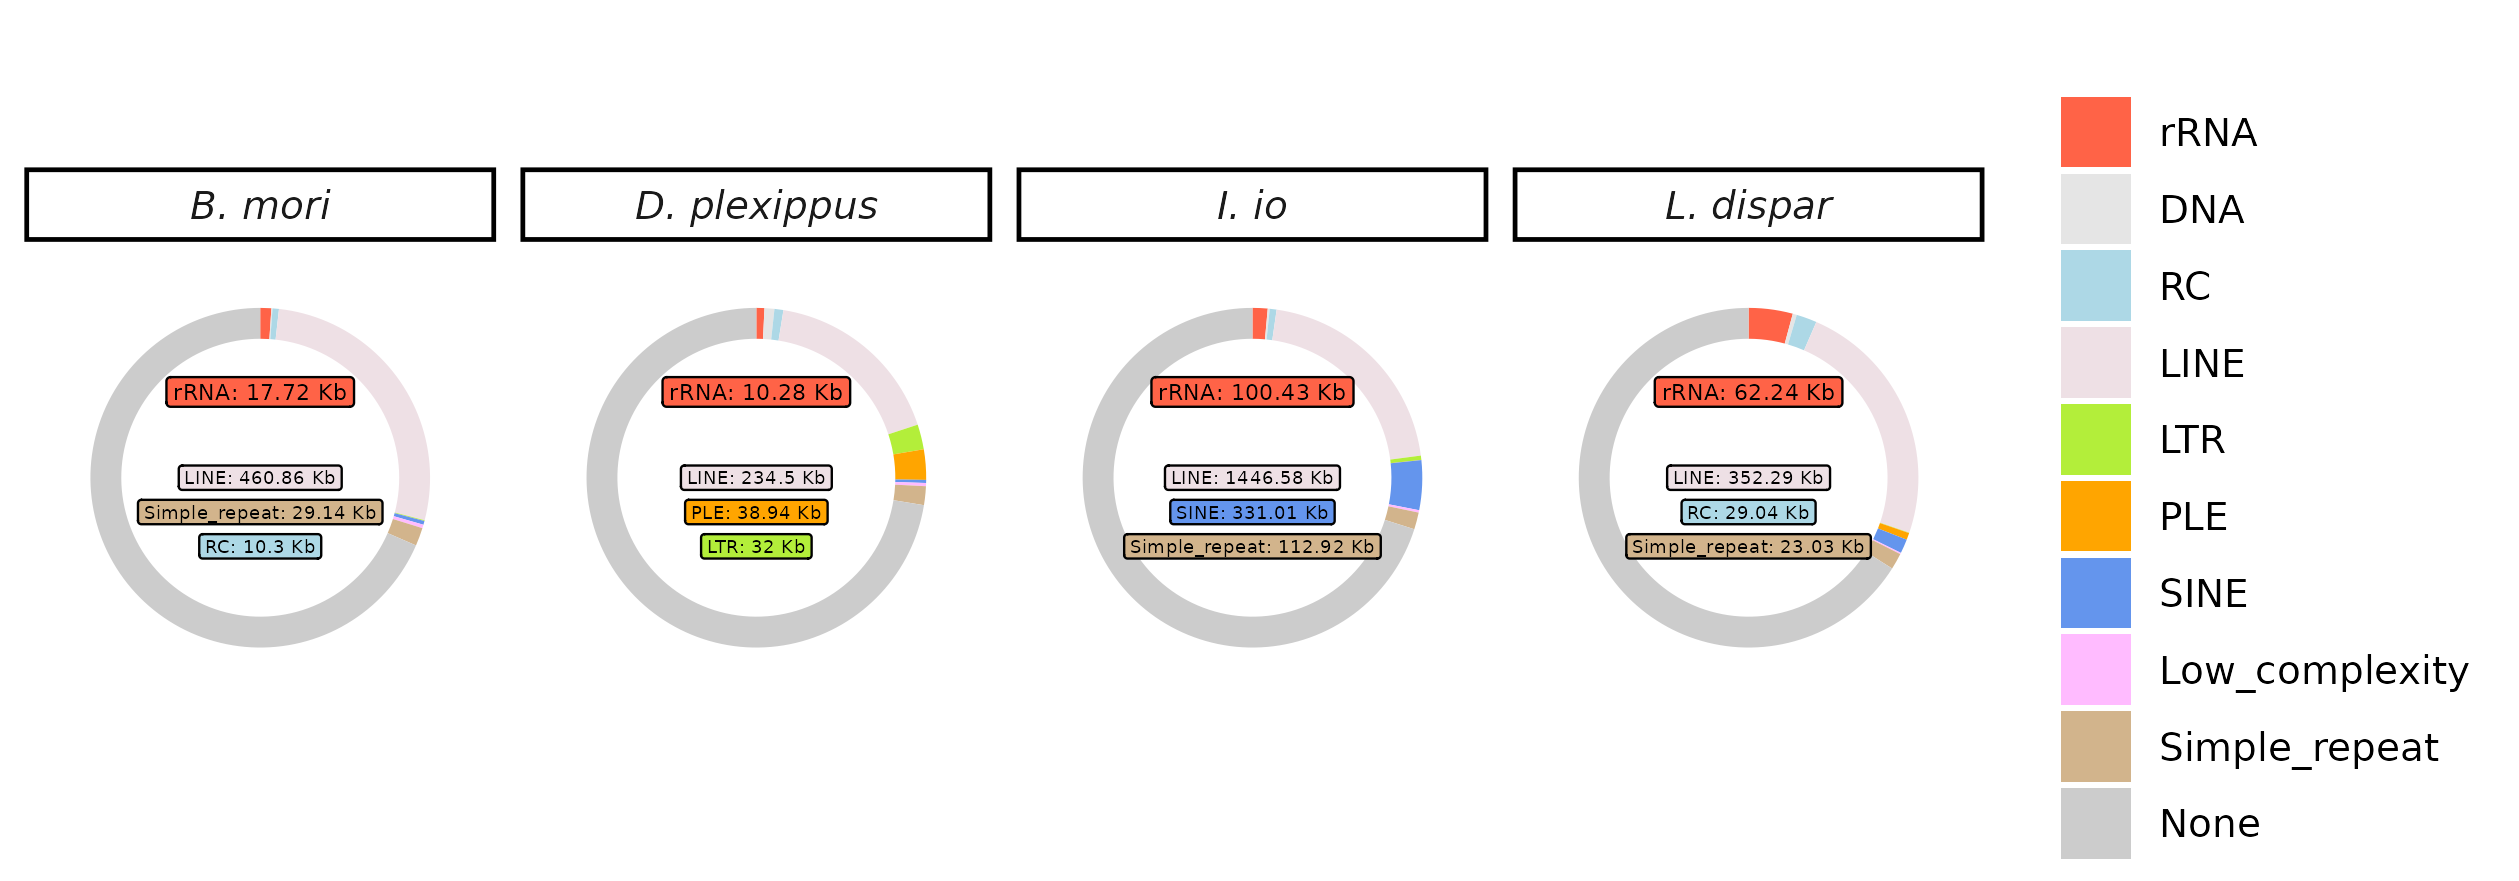 B. mori
rRNA: 17.72 Kb
LINE: 460.86 Kb
Simple_repeat: 29.14 Kb
RC: 10.3 Kb
D. plexippus
rRNA: 10.28 Kb
LINE: 234.5 Kb
PLE: 38.94 Kb
LTR: 32 Kb
I. io
rRNA: 100.43 Kb
LINE: 1446.58 Kb
SINE: 331.01 Kb
Simple_repeat: 112.92 Kb
L. dispar
rRNA: 62.24 Kb
LINE: 352.29 Kb
RC: 29.04 Kb
Simple_repeat: 23.03 Kb
rRNA
DNA
RC
LINE
LTR
PLE
SINE
Low_complexity
Simple_repeat
None